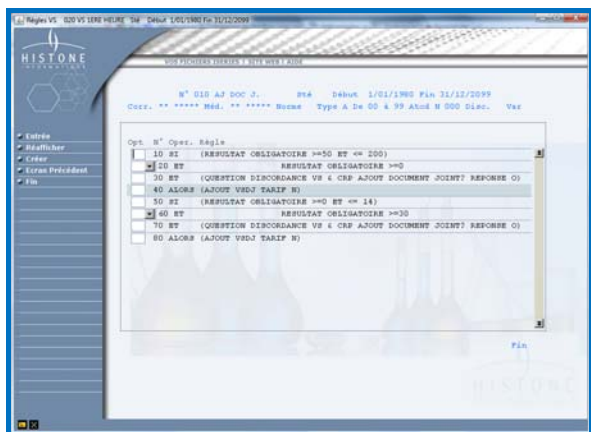 Règles VS 020 VS 1ERE HEURE Sté Début 1/01/1980 Fin 31/12/2099
HISTONE
INFORMATIQUE
VOS FICHIERS ISERIES | SITE WEB | AIDE
N° 010 AJ DOC J. Sté Début 1/01/1980 Fin 31/12/2099
Corr. ** ***** Méd. ** ***** Norme Type A De 00 à 99 Atcd N 000 Disc. Var
Entrée
Réafficher
Créer
Ecran Précédent
Fin
Opt N° Oper. Règle
10 SI (RESULTAT OBLIGATOIRE >=50 ET <= 200)
20 ET RESULTAT OBLIGATOIRE >=0
30 ET (QUESTION DISCORDANCE VS & CRP AJOUT DOCUMENT JOINT? REPONSE O)
40 ALORS (AJOUT VSDJ TARIF N)
50 SI (RESULTAT OBLIGATOIRE >=0 ET <= 14)
60 ET RESULTAT OBLIGATOIRE >=30
70 ET (QUESTION DISCORDANCE VS & CRP AJOUT DOCUMENT JOINT? REPONSE O)
80 ALORS (AJOUT VSDJ TARIF N)
Fin
HISTONE